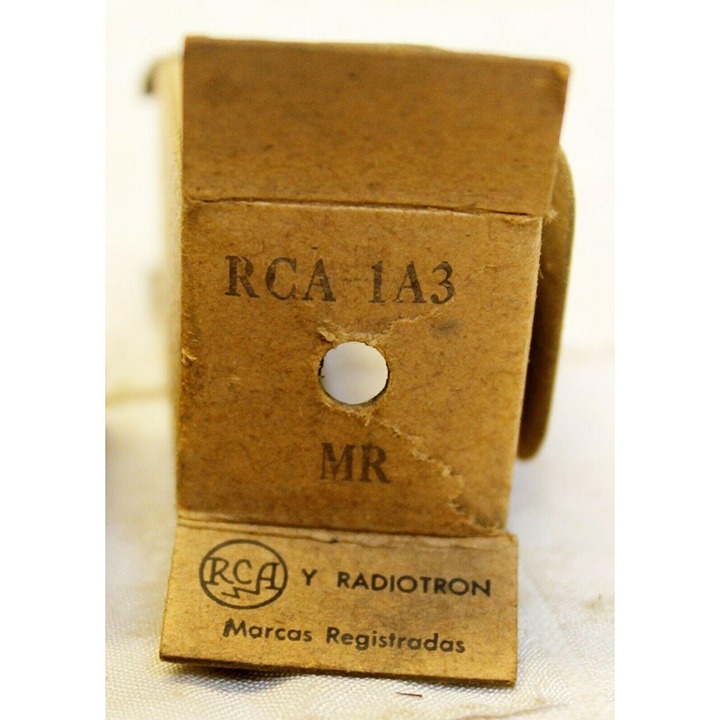 RCA 1A3
MR
RCA Y RADIOTRON
Marcas Registradas